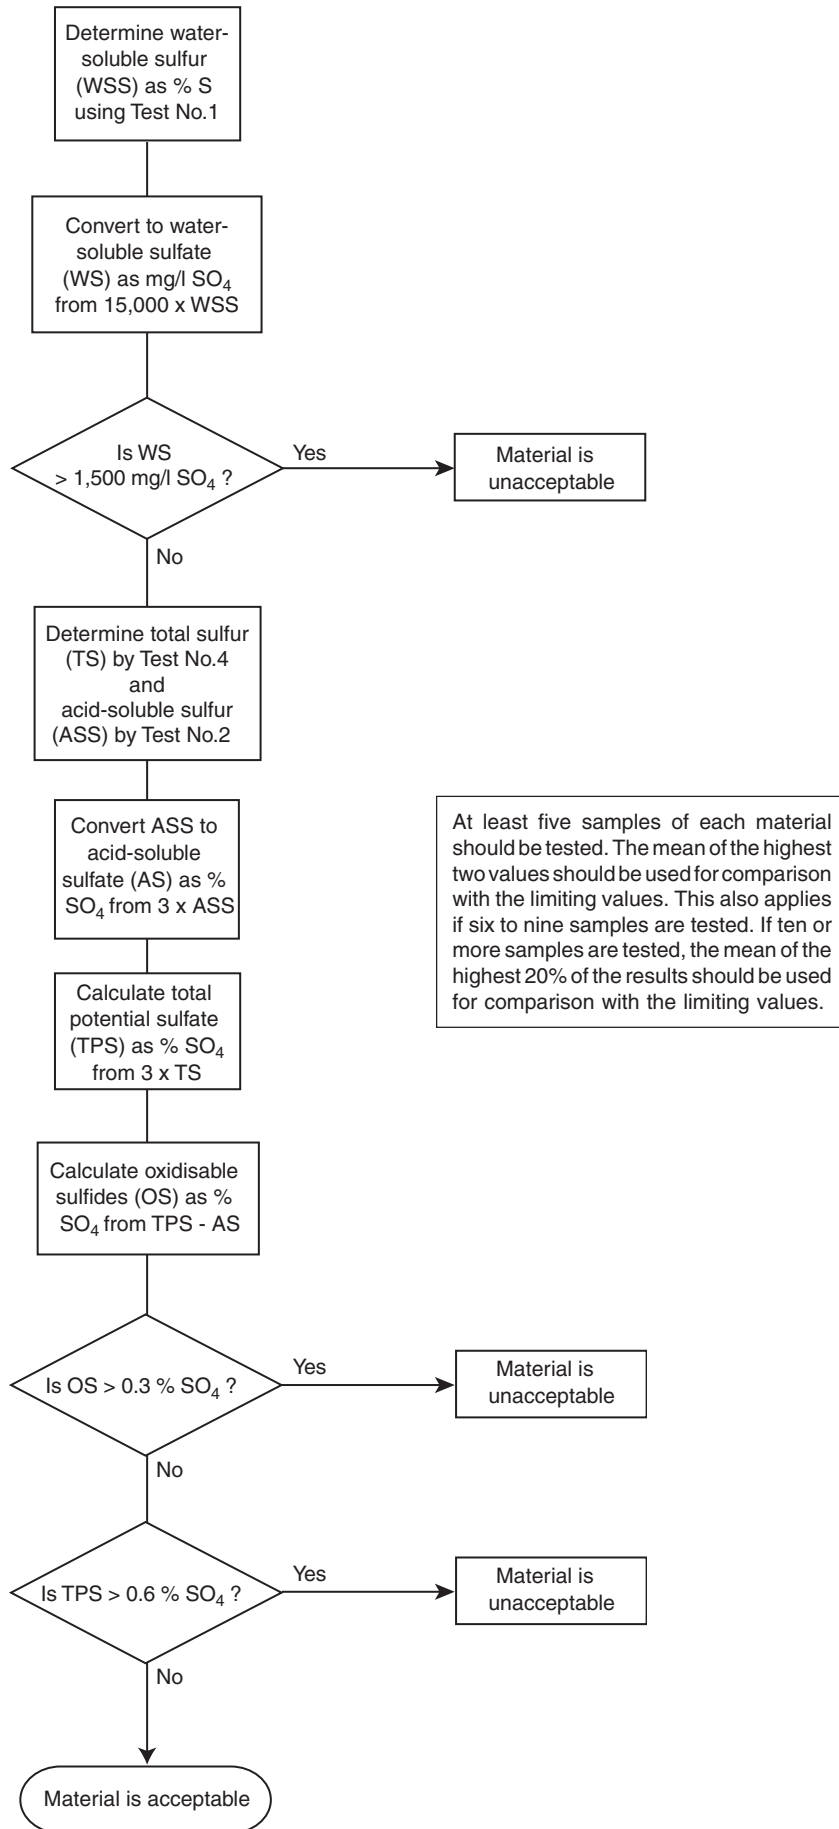 Determine water-
soluble sulfur
(WSS) as % S
using Test No.1
Convert to water-
soluble sulfate
(WS) as mg/l SO₄
from 15,000 x WSS
Is WS
> 1,500 mg/l SO₄ ?
Yes
Material is
unacceptable
No
Determine total sulfur
(TS) by Test No.4
and
acid-soluble sulfur
(ASS) by Test No.2
Convert ASS to
acid-soluble
sulfate (AS) as %
SO₄ from 3 x ASS
At least five samples of each material
should be tested. The mean of the highest
two values should be used for comparison
with the limiting values. This also applies
if six to nine samples are tested. If ten or
more samples are tested, the mean of the
highest 20% of the results should be used
for comparison with the limiting values.
Calculate total
potential sulfate
(TPS) as % SO₄
from 3 x TS
Calculate oxidisable
sulfides (OS) as %
SO₄ from TPS - AS
Is OS > 0.3 % SO₄ ?
Yes
Material is
unacceptable
No
Is TPS > 0.6 % SO₄ ?
Yes
Material is
unacceptable
No
Material is acceptable